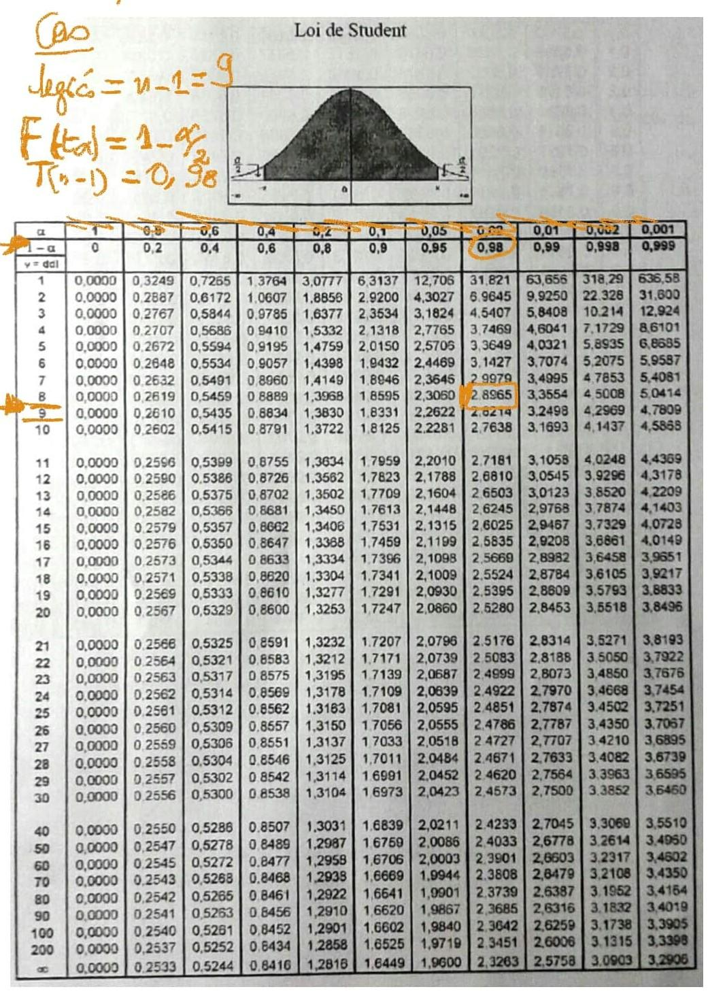 Cas
degré = n-1 = 9
F(tα) = 1-α/2
T(n-1) = 0,98
Loi de Student
α/2 α/2
-x 0 x
-∞ +∞
α 1 0,8 0,6 0,4 0,2 0,1 0,05 0,02 0,01 0,002 0,001
1-α 0 0,2 0,4 0,6 0,8 0,9 0,95 0,98 0,99 0,998 0,999
v = ddl
1 0,0000 0,3249 0,7265 1,3764 3,0777 6,3137 12,706 31,821 63,656 318,29 636,58
2 0,0000 0,2887 0,6172 1,0607 1,8856 2,9200 4,3027 6,9645 9,9250 22,328 31,600
3 0,0000 0,2767 0,5844 0,9785 1,6377 2,3534 3,1824 4,5407 5,8408 10,214 12,924
4 0,0000 0,2707 0,5686 0,9410 1,5332 2,1318 2,7765 3,7469 4,6041 7,1729 8,6101
5 0,0000 0,2672 0,5594 0,9195 1,4759 2,0150 2,5706 3,3649 4,0321 5,8935 6,8685
6 0,0000 0,2648 0,5534 0,9057 1,4398 1,9432 2,4469 3,1427 3,7074 5,2075 5,9587
7 0,0000 0,2632 0,5491 0,8960 1,4149 1,8946 2,3646 2,9979 3,4995 4,7853 5,4081
8 0,0000 0,2619 0,5459 0,8889 1,3968 1,8595 2,3060 2,8965 3,3554 4,5008 5,0414
9 0,0000 0,2610 0,5435 0,8834 1,3830 1,8331 2,2622 2,8214 3,2498 4,2969 4,7809
10 0,0000 0,2602 0,5415 0,8791 1,3722 1,8125 2,2281 2,7638 3,1693 4,1437 4,5868
11 0,0000 0,2596 0,5399 0,8755 1,3634 1,7959 2,2010 2,7181 3,1058 4,0248 4,4369
12 0,0000 0,2590 0,5386 0,8726 1,3562 1,7823 2,1788 2,6810 3,0545 3,9296 4,3178
13 0,0000 0,2586 0,5375 0,8702 1,3502 1,7709 2,1604 2,6503 3,0123 3,8520 4,2209
14 0,0000 0,2582 0,5366 0,8681 1,3450 1,7613 2,1448 2,6245 2,9768 3,7874 4,1403
15 0,0000 0,2579 0,5357 0,8662 1,3406 1,7531 2,1315 2,6025 2,9467 3,7329 4,0728
16 0,0000 0,2576 0,5350 0,8647 1,3368 1,7459 2,1199 2,5835 2,9208 3,6861 4,0149
17 0,0000 0,2573 0,5344 0,8633 1,3334 1,7396 2,1098 2,5669 2,8982 3,6458 3,9651
18 0,0000 0,2571 0,5338 0,8620 1,3304 1,7341 2,1009 2,5524 2,8784 3,6105 3,9217
19 0,0000 0,2569 0,5333 0,8610 1,3277 1,7291 2,0930 2,5395 2,8609 3,5793 3,8833
20 0,0000 0,2567 0,5329 0,8600 1,3253 1,7247 2,0860 2,5280 2,8453 3,5518 3,8496
21 0,0000 0,2566 0,5325 0,8591 1,3232 1,7207 2,0796 2,5176 2,8314 3,5271 3,8193
22 0,0000 0,2564 0,5321 0,8583 1,3212 1,7171 2,0739 2,5083 2,8188 3,5050 3,7922
23 0,0000 0,2563 0,5317 0,8575 1,3195 1,7139 2,0687 2,4999 2,8073 3,4850 3,7676
24 0,0000 0,2562 0,5314 0,8569 1,3178 1,7109 2,0639 2,4922 2,7970 3,4668 3,7454
25 0,0000 0,2561 0,5312 0,8562 1,3163 1,7081 2,0595 2,4851 2,7874 3,4502 3,7251
26 0,0000 0,2560 0,5309 0,8557 1,3150 1,7056 2,0555 2,4786 2,7787 3,4350 3,7067
27 0,0000 0,2559 0,5306 0,8551 1,3137 1,7033 2,0518 2,4727 2,7707 3,4210 3,6895
28 0,0000 0,2558 0,5304 0,8546 1,3125 1,7011 2,0484 2,4671 2,7633 3,4082 3,6739
29 0,0000 0,2557 0,5302 0,8542 1,3114 1,6991 2,0452 2,4620 2,7564 3,3963 3,6595
30 0,0000 0,2556 0,5300 0,8538 1,3104 1,6973 2,0423 2,4573 2,7500 3,3852 3,6460
40 0,0000 0,2550 0,5286 0,8507 1,3031 1,6839 2,0211 2,4233 2,7045 3,3069 3,5510
50 0,0000 0,2547 0,5278 0,8489 1,2987 1,6759 2,0086 2,4033 2,6778 3,2614 3,4960
60 0,0000 0,2545 0,5272 0,8477 1,2958 1,6706 2,0003 2,3901 2,6603 3,2317 3,4602
70 0,0000 0,2543 0,5268 0,8468 1,2938 1,6669 1,9944 2,3808 2,6479 3,2108 3,4350
80 0,0000 0,2542 0,5265 0,8461 1,2922 1,6641 1,9901 2,3739 2,6387 3,1952 3,4164
90 0,0000 0,2541 0,5263 0,8456 1,2910 1,6620 1,9867 2,3685 2,6316 3,1832 3,4019
100 0,0000 0,2540 0,5261 0,8452 1,2901 1,6602 1,9840 2,3642 2,6259 3,1738 3,3905
200 0,0000 0,2537 0,5252 0,8434 1,2858 1,6525 1,9719 2,3451 2,6006 3,1315 3,3398
∞ 0,0000 0,2533 0,5244 0,8416 1,2816 1,6449 1,9600 2,3263 2,5758 3,0903 3,2906